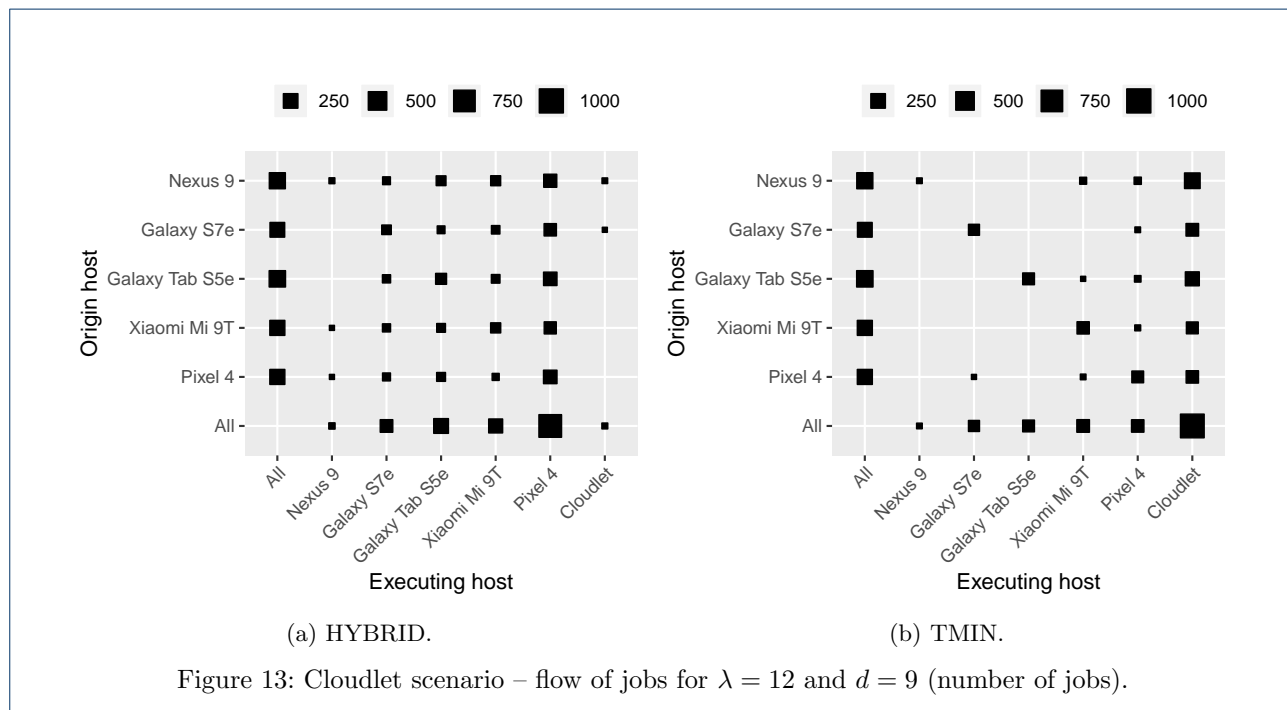 250 500 750 1000
Nexus 9
Galaxy S7e
Galaxy Tab S5e
Xiaomi Mi 9T
Pixel 4
All
Origin host
All
Nexus 9
Galaxy S7e
Galaxy Tab S5e
Xiaomi Mi 9T
Pixel 4
Cloudlet
Executing host
(a) HYBRID.
250 500 750 1000
Nexus 9
Galaxy S7e
Galaxy Tab S5e
Xiaomi Mi 9T
Pixel 4
All
Origin host
All
Nexus 9
Galaxy S7e
Galaxy Tab S5e
Xiaomi Mi 9T
Pixel 4
Cloudlet
Executing host
(b) TMIN.
Figure 13: Cloudlet scenario – flow of jobs for λ = 12 and d = 9 (number of jobs).